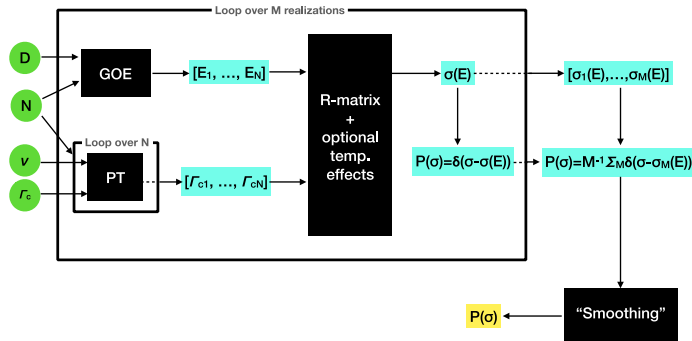 Loop over M realizations
D
GOE
[E₁, …, E_N]
σ(E)
[σ₁(E),…,σ_M(E)]
N
R-matrix
+
optional
temp.
effects
Loop over N
ν
PT
[Γ_c1, …, Γ_cN]
P(σ)=δ(σ-σ(E))
P(σ)=M⁻¹ Σ_Mδ(σ-σ_M(E))
Γ_c
P(σ)
“Smoothing”